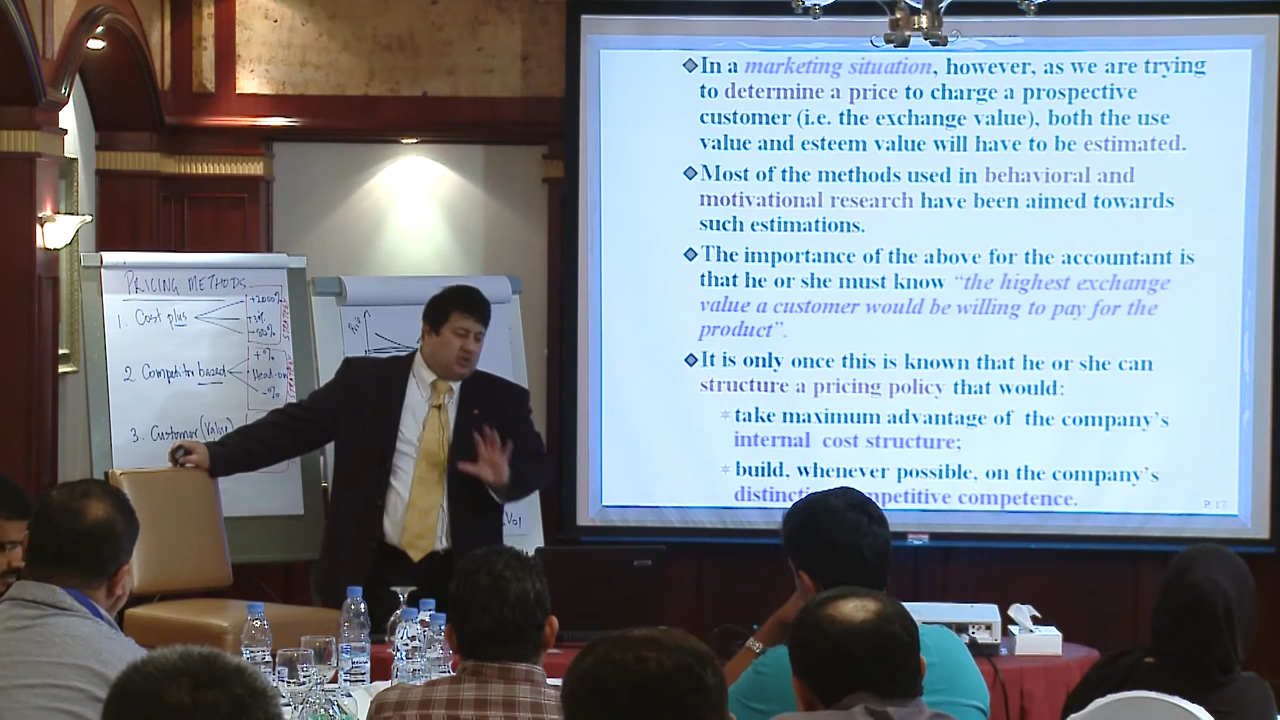 In a marketing situation, however, as we are trying
to determine a price to charge a prospective
customer (i.e. the exchange value), both the use
value and esteem value will have to be estimated.
Most of the methods used in behavioral and
motivational research have been aimed towards
such estimations.
The importance of the above for the accountant is
that he or she must know “the highest exchange
value a customer would be willing to pay for the
product”.
It is only once this is known that he or she can
structure a pricing policy that would:
take maximum advantage of the company's
internal cost structure;
build, whenever possible, on the company's
competence.
P. 17
PRICING METHODS
1. Cost plus
+2000%
-50%
2. Competitor based
+%
Head-on
-%
3. Customer (Value)
Vol